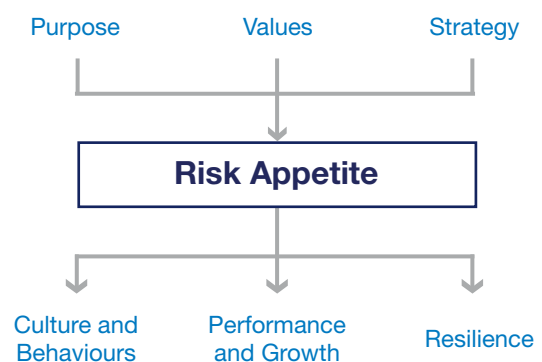 Purpose
Values
Strategy
Risk Appetite
Culture and
Behaviours
Performance
and Growth
Resilience